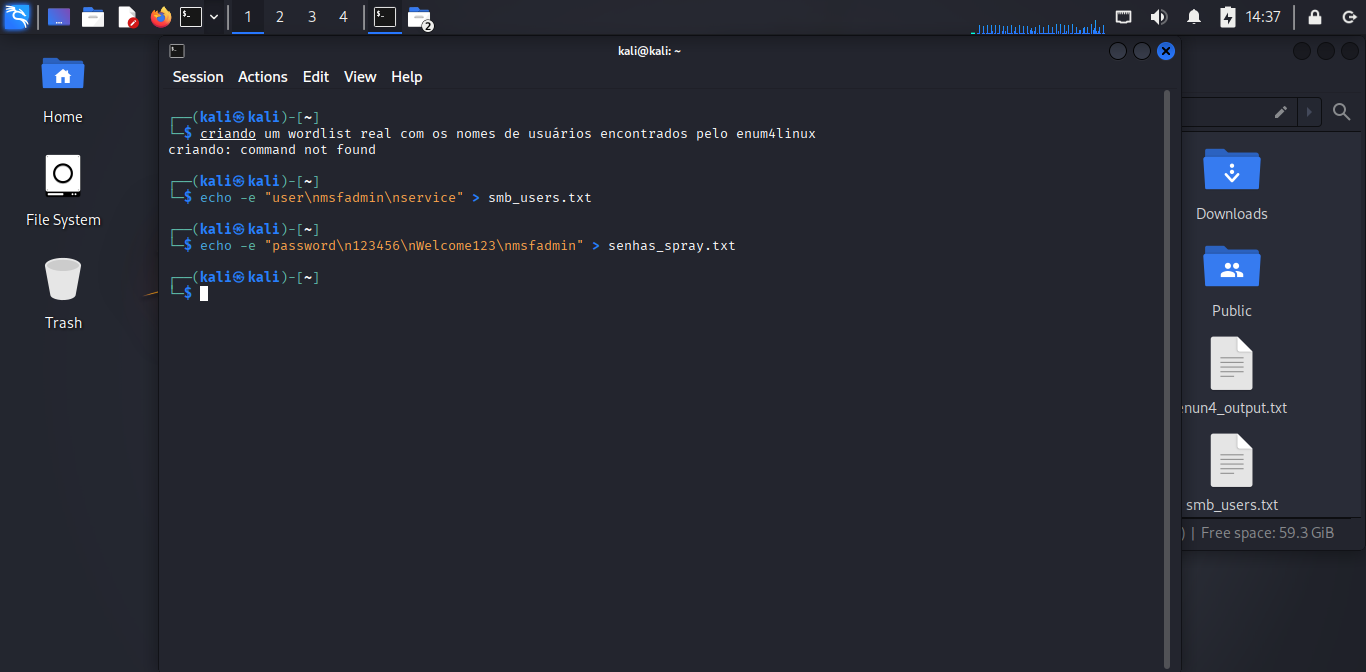 1 2 3 4 2 14:37
kali@kali: ~
Session Actions Edit View Help
Home
File System
Trash
┌──(kali㉿kali)-[~]
└─$ criando um wordlist real com os nomes de usuários encontrados pelo enum4linux
criando: command not found
┌──(kali㉿kali)-[~]
└─$ echo -e "user\nmsfadmin\nservice" > smb_users.txt
┌──(kali㉿kali)-[~]
└─$ echo -e "password\n123456\nWelcome123\nmsfadmin" > senhas_spray.txt
┌──(kali㉿kali)-[~]
└─$
Downloads
Public
enun4_output.txt
smb_users.txt
) | Free space: 59.3 GiB